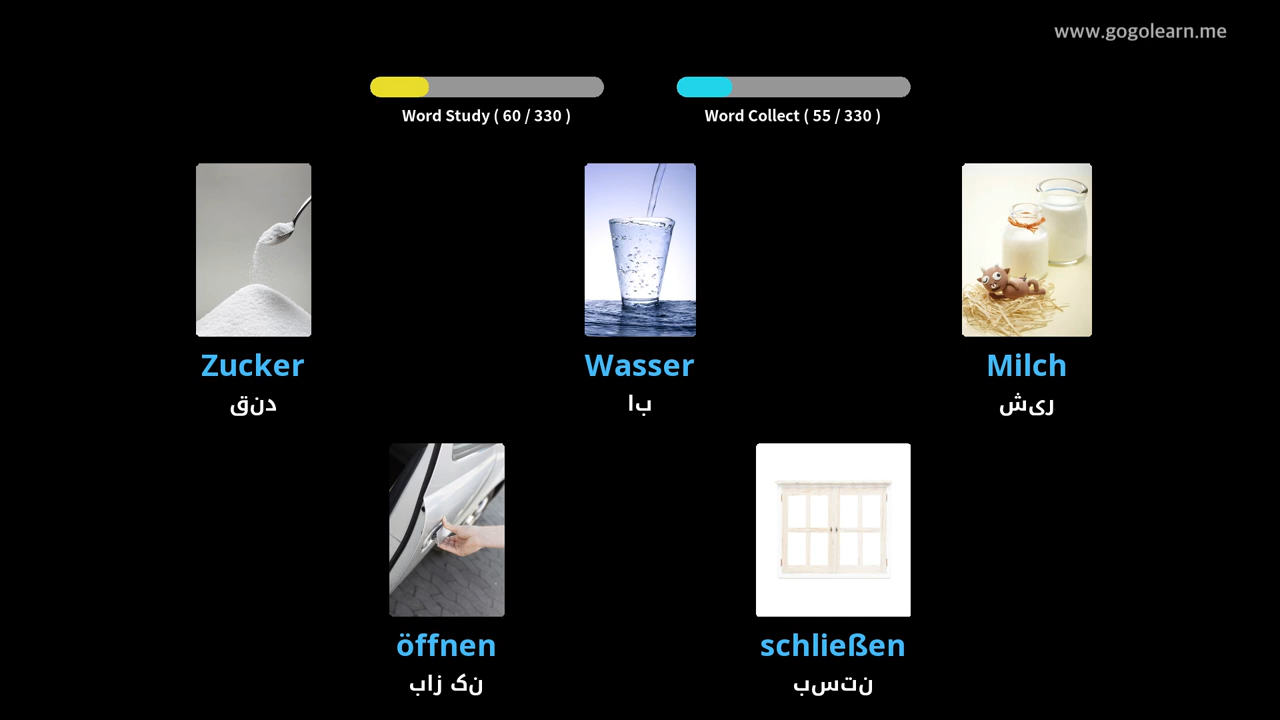 www.gogolearn.me
Word Study ( 60 / 330 )
Word Collect ( 55 / 330 )
Zucker
دنق
Wasser
با
Milch
ریش
öffnen
نک زاب
schließen
نتسب